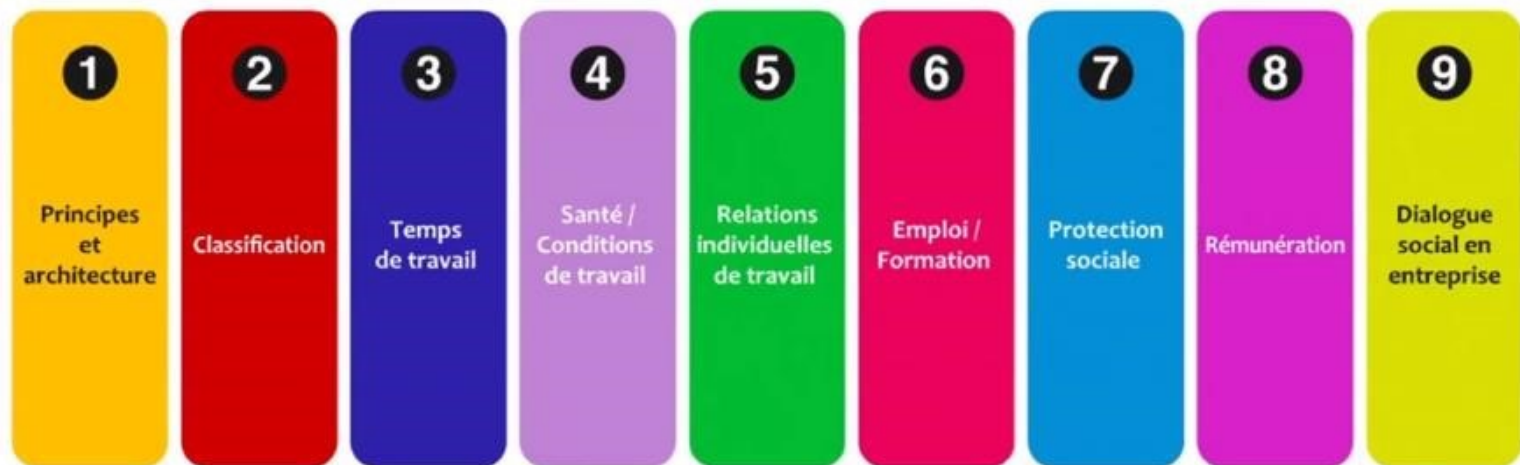 1
Principes
et
architecture
2
Classification
3
Temps
de travail
4
Santé /
Conditions
de travail
5
Relations
individuelles
de travail
6
Emploi /
Formation
7
Protection
sociale
8
Rémunération
9
Dialogue
social en
entreprise